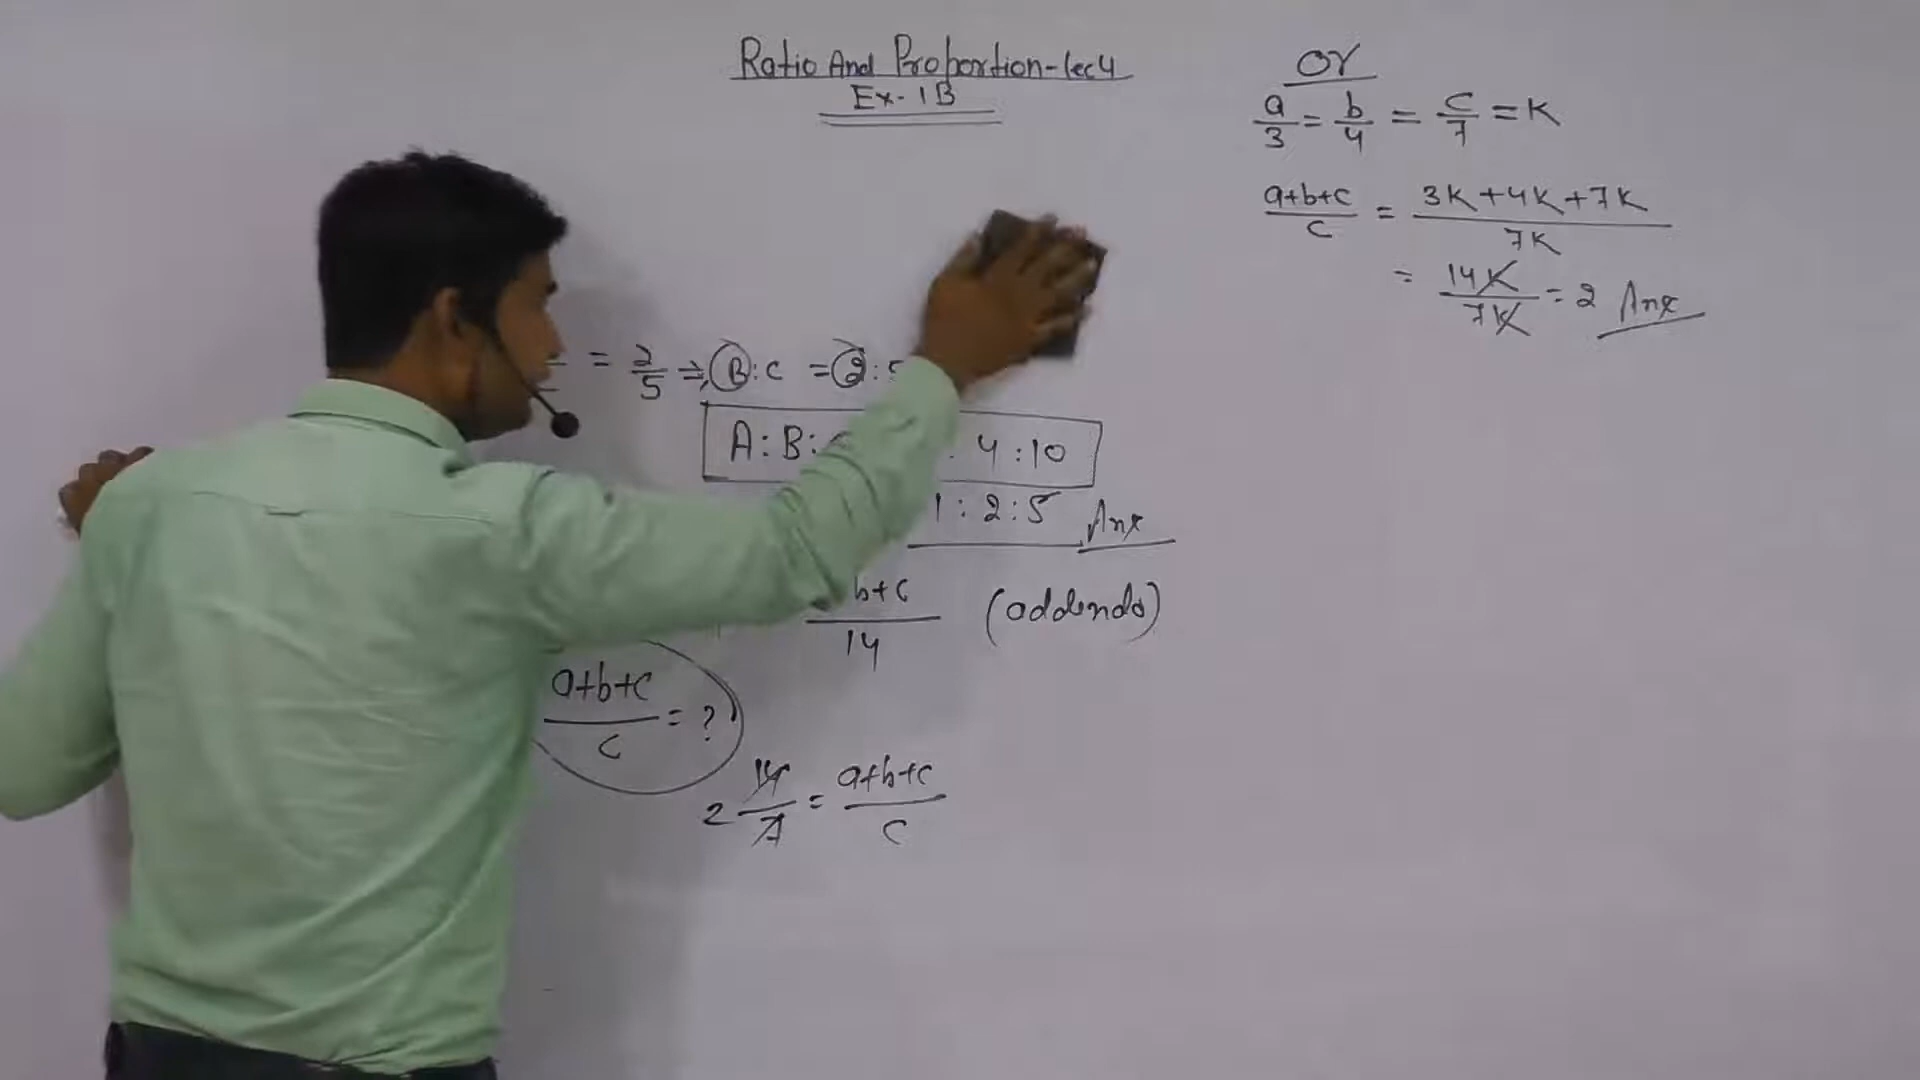 Ratio And Proportion-lec 4
Ex-1B
= 2/5 ⇒ B:C = 2:5
A:B: : 4:10
1:2:5 Ans
b+c/14 (addendo)
a+b+c/c = ?
2 14/7 = a+b+c/c
OR
a/3 = b/4 = c/7 = K
a+b+c/c = 3K+4K+7K/7K
= 14K/7K = 2 Ans